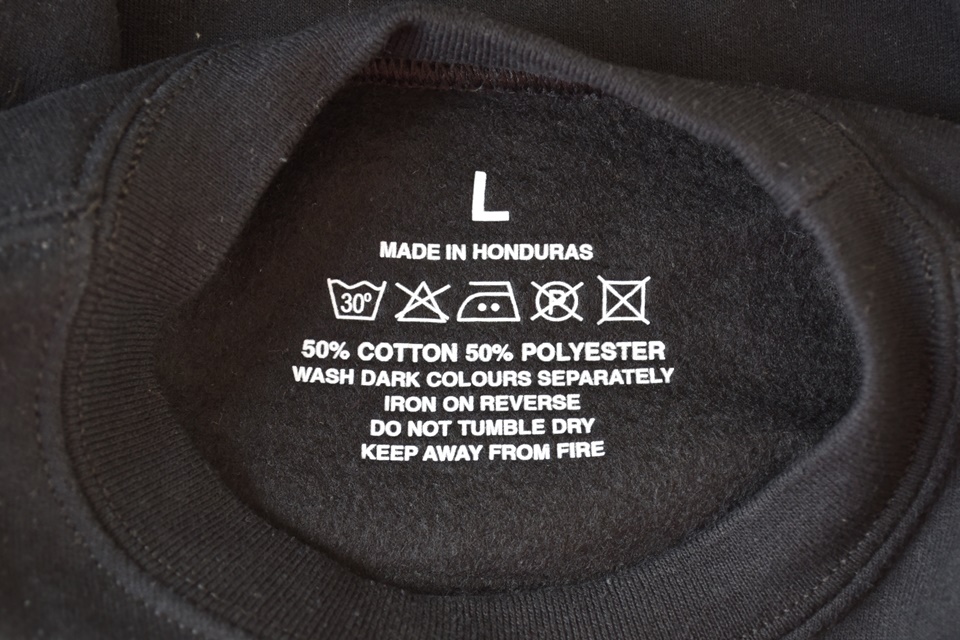 L
MADE IN HONDURAS
30° P
50% COTTON 50% POLYESTER
WASH DARK COLOURS SEPARATELY
IRON ON REVERSE
DO NOT TUMBLE DRY
KEEP AWAY FROM FIRE